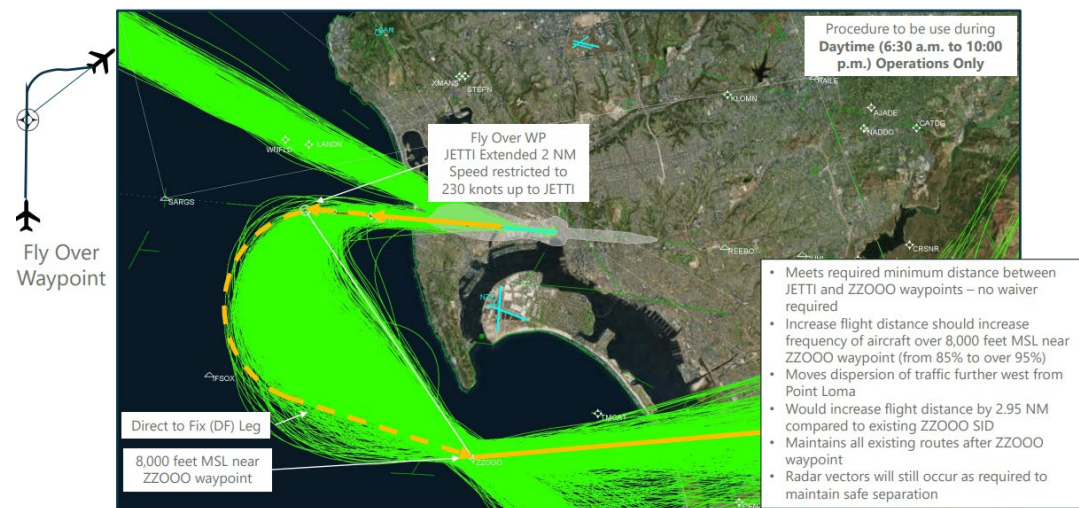 Procedure to be use during
Daytime (6:30 a.m. to 10:00
p.m.) Operations Only
SAN
XMANS
STEPN
KLOMN
HAILE
AJADE
NADDO
CATDG
Fly Over WP
JETTI Extended 2 NM
Speed restricted to
230 knots up to JETTI
WNFLD
LANDN
SARGS
Fly Over
Waypoint
REEBO
CRSNR
IFSOX
TMCAT
Direct to Fix (DF) Leg
8,000 feet MSL near
ZZOOO waypoint
ZZOOO
• Meets required minimum distance between
JETTI and ZZOOO waypoints – no waiver
required
• Increase flight distance should increase
frequency of aircraft over 8,000 feet MSL near
ZZOOO waypoint (from 85% to over 95%)
• Moves dispersion of traffic further west from
Point Loma
• Would increase flight distance by 2.95 NM
compared to existing ZZOOO SID
• Maintains all existing routes after ZZOOO
waypoint
• Radar vectors will still occur as required to
maintain safe separation